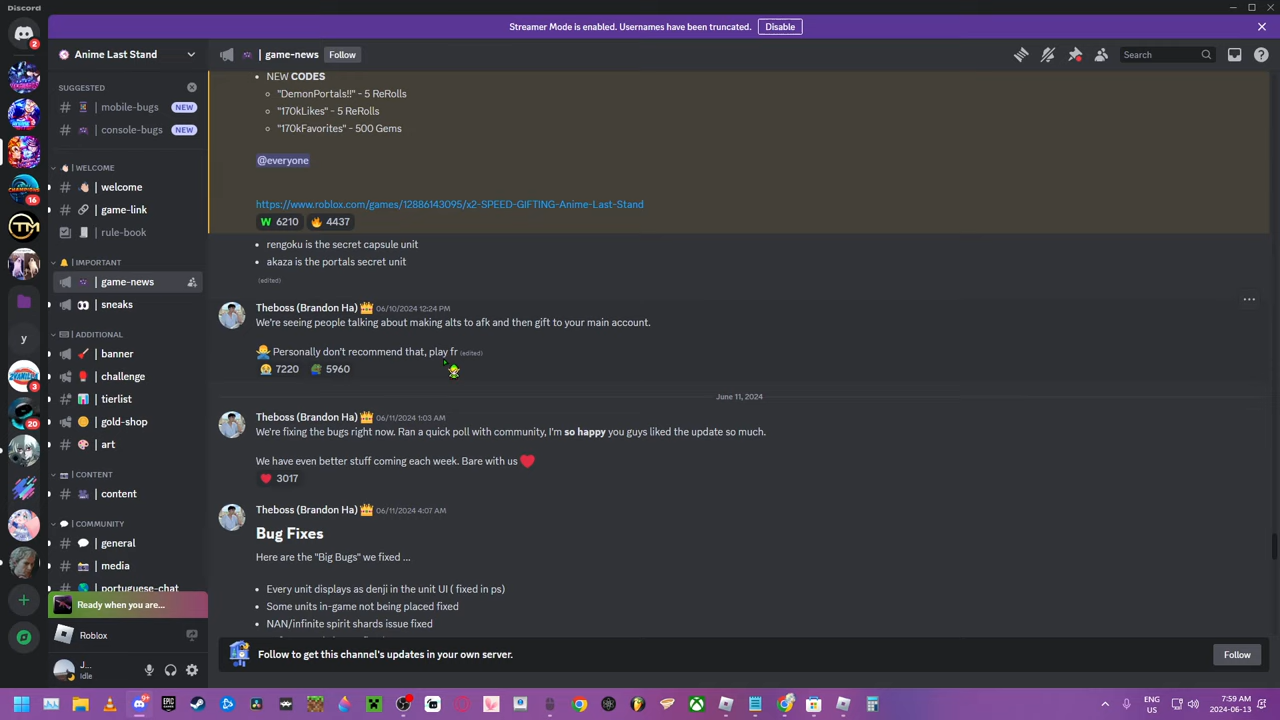 Discord
Streamer Mode is enabled. Usernames have been truncated. Disable
Anime Last Stand
| game-news Follow
Search
SUGGESTED
| mobile-bugs NEW
| console-bugs NEW
WELCOME
| welcome
| game-link
| rule-book
IMPORTANT
| game-news
| sneaks
ADDITIONAL
| banner
| challenge
| tierlist
| gold-shop
| art
CONTENT
| content
COMMUNITY
| general
| media
| portuguese-chat
Ready when you are...
Roblox
J...
Idle
2
16
TM
y
3
20
• NEW CODES
"DemonPortals!!" - 5 ReRolls
"170kLikes" - 5 ReRolls
"170kFavorites" - 500 Gems
@everyone
https://www.roblox.com/games/12886143095/x2-SPEED-GIFTING-Anime-Last-Stand
W 6210 4437
• rengoku is the secret capsule unit
• akaza is the portals secret unit
(edited)
Theboss (Brandon Ha) 06/10/2024 12:24 PM
We're seeing people talking about making alts to afk and then gift to your main account.
Personally don't recommend that, play fr (edited)
7220 5960
June 11, 2024
Theboss (Brandon Ha) 06/11/2024 1:03 AM
We're fixing the bugs right now. Ran a quick poll with community, I'm so happy you guys liked the update so much.
We have even better stuff coming each week. Bare with us
3017
Theboss (Brandon Ha) 06/11/2024 4:07 AM
Bug Fixes
Here are the "Big Bugs" we fixed ...
• Every unit displays as denji in the unit UI ( fixed in ps)
• Some units in-game not being placed fixed
• NAN/infinite spirit shards issue fixed
Follow to get this channel's updates in your own server. Follow
EPIC
ENG
US
7:59 AM
2024-06-13